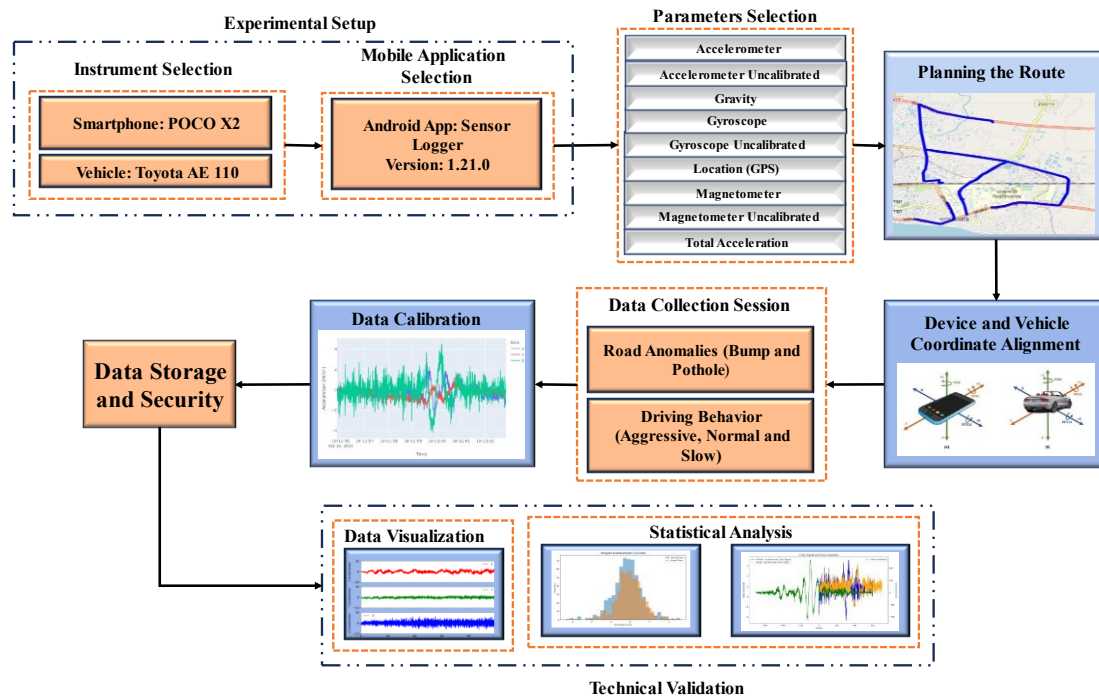 Experimental Setup
Instrument Selection
Smartphone: POCO X2
Vehicle: Toyota AE 110
Mobile Application
Selection
Android App: Sensor
Logger
Version: 1.21.0
Parameters Selection
Accelerometer
Accelerometer Uncalibrated
Gravity
Gyroscope
Gyroscope Uncalibrated
Location (GPS)
Magnetometer
Magnetometer Uncalibrated
Total Acceleration
Planning the Route
Device and Vehicle
Coordinate Alignment
Data Collection Session
Road Anomalies (Bump and
Pothole)
Driving Behavior
(Aggressive, Normal and
Slow)
Data Calibration
Time
Data Storage
and Security
Data Visualization
Statistical Analysis
Technical Validation